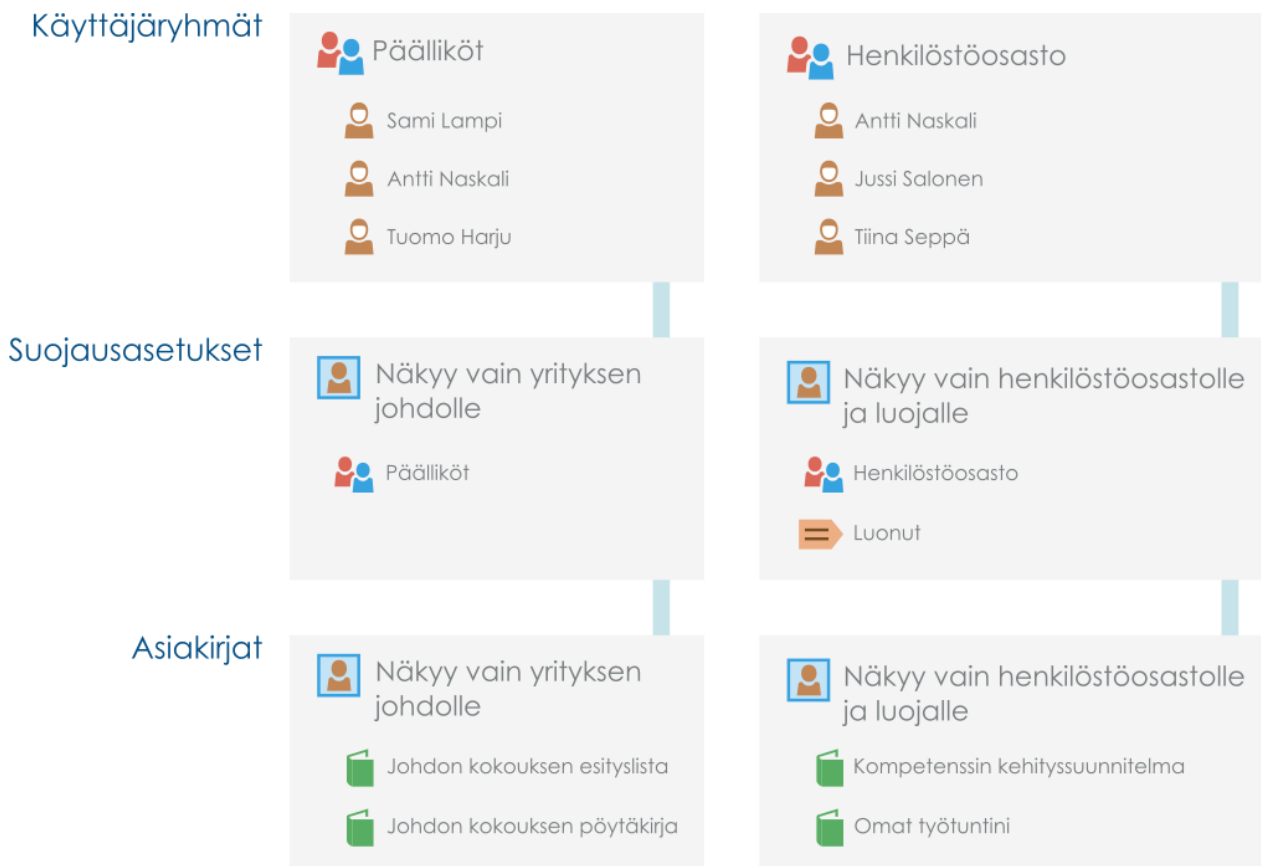 Käyttäjäryhmät
Päälliköt
Sami Lampi
Antti Naskali
Tuomo Harju
Henkilöstöosasto
Antti Naskali
Jussi Salonen
Tiina Seppä
Suojausasetukset
Näkyy vain yrityksen
johdolle
Päälliköt
Näkyy vain henkilöstöosastolle
ja luojalle
Henkilöstöosasto
Luonut
Asiakirjat
Näkyy vain yrityksen
johdolle
Johdon kokouksen esityslista
Johdon kokouksen pöytäkirja
Näkyy vain henkilöstöosastolle
ja luojalle
Kompetenssin kehityssuunnitelma
Omat työtuntini